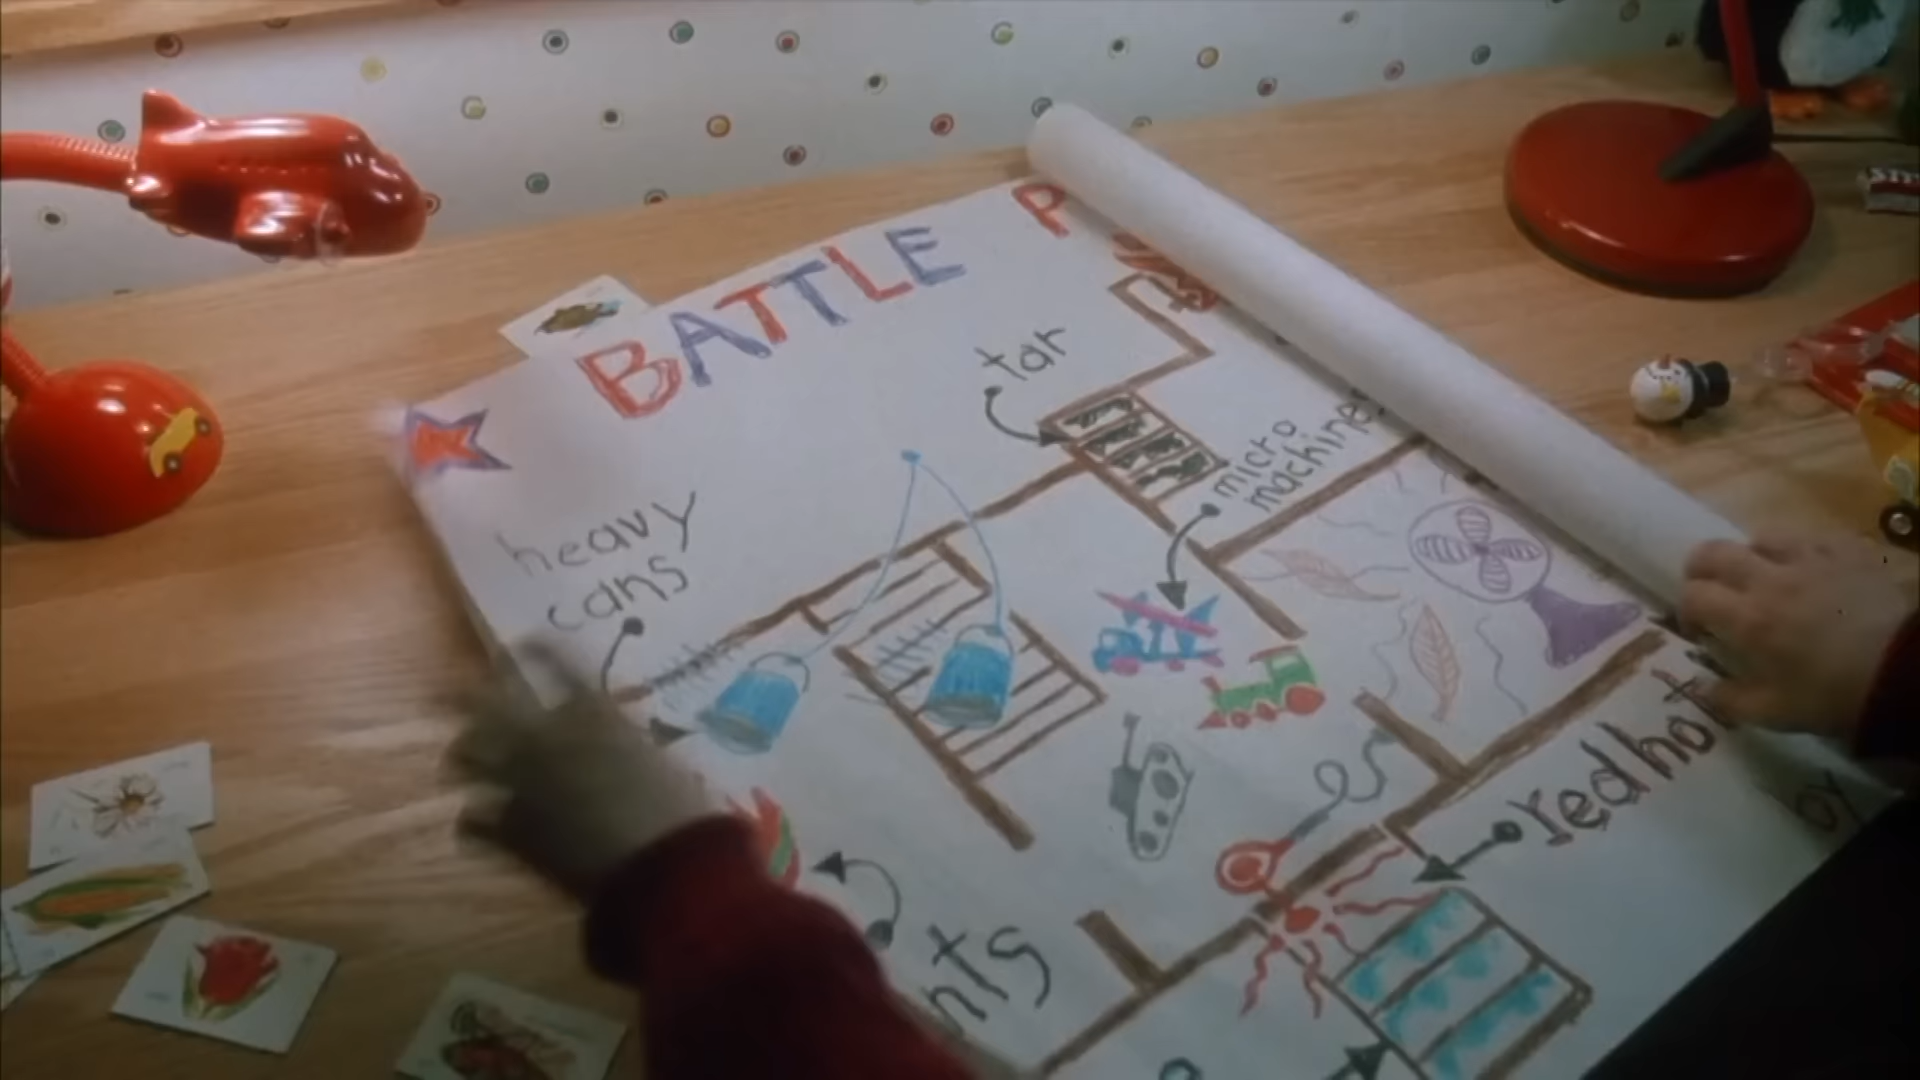 BATTLE P
tar
micro
machines
heavy
cans
redhot
nts